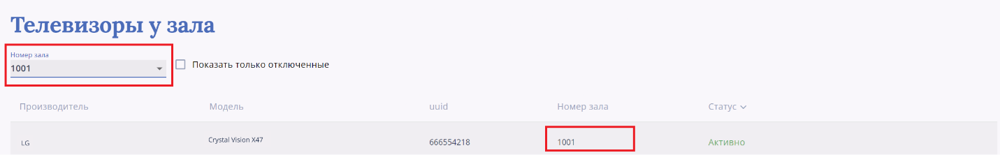 Телевизоры у зала
Номер зала
1001
Показать только отключенные
Производитель Модель uuid Номер зала Статус
LG Crystal Vision X47 666554218 1001 Активно